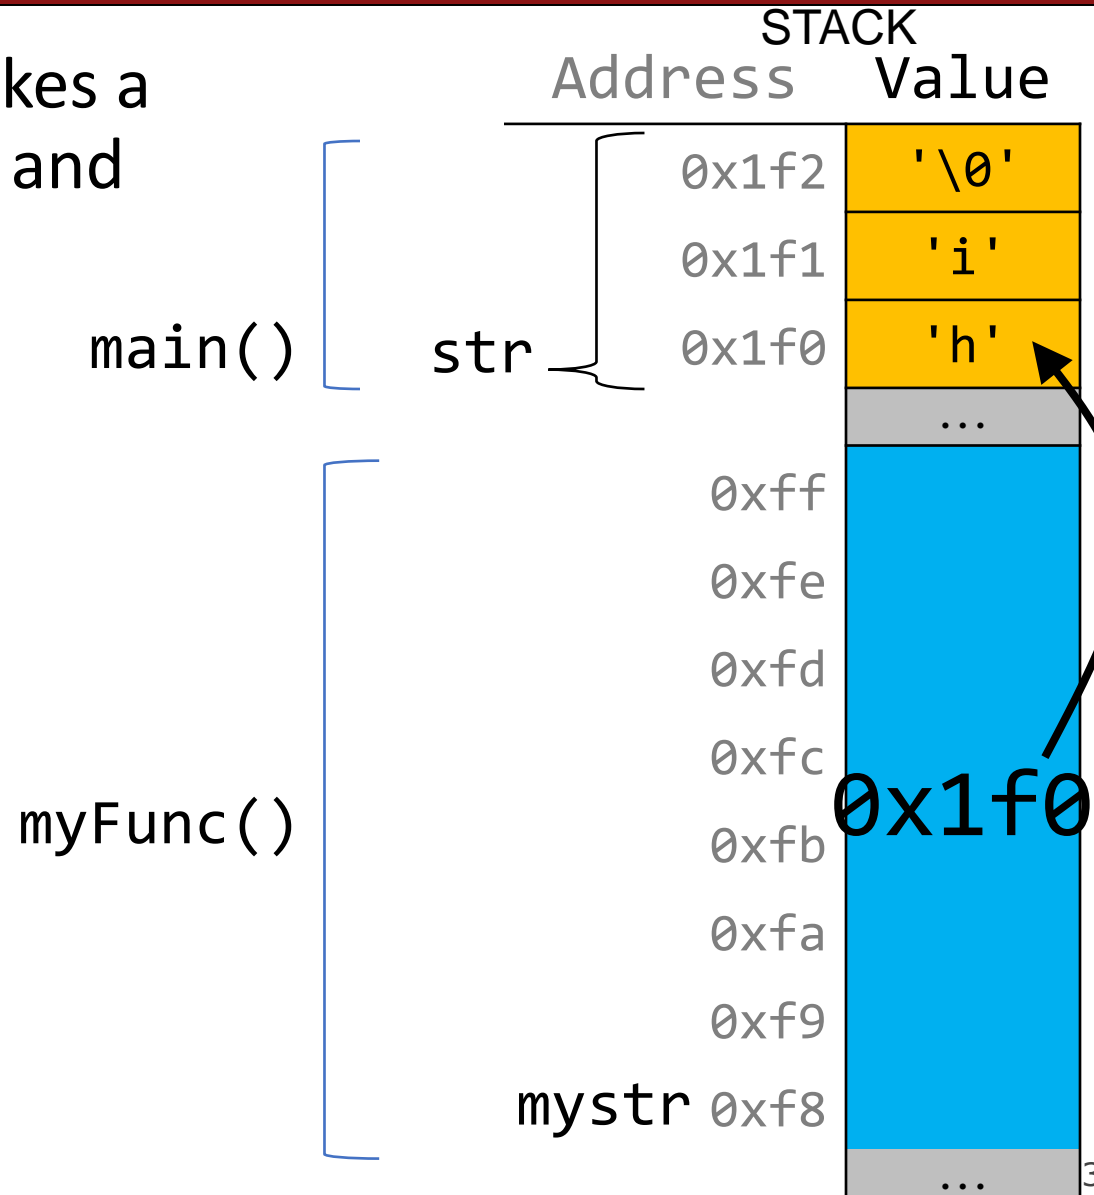 STACK
kes a
Address Value
and
0x1f2 '\0'
0x1f1 'i'
main() str 0x1f0 'h'
...
0xff
0xfe
0xfd
0xfc
0x1f0
myFunc() 0xfb
0xfa
0xf9
mystr 0xf8
...